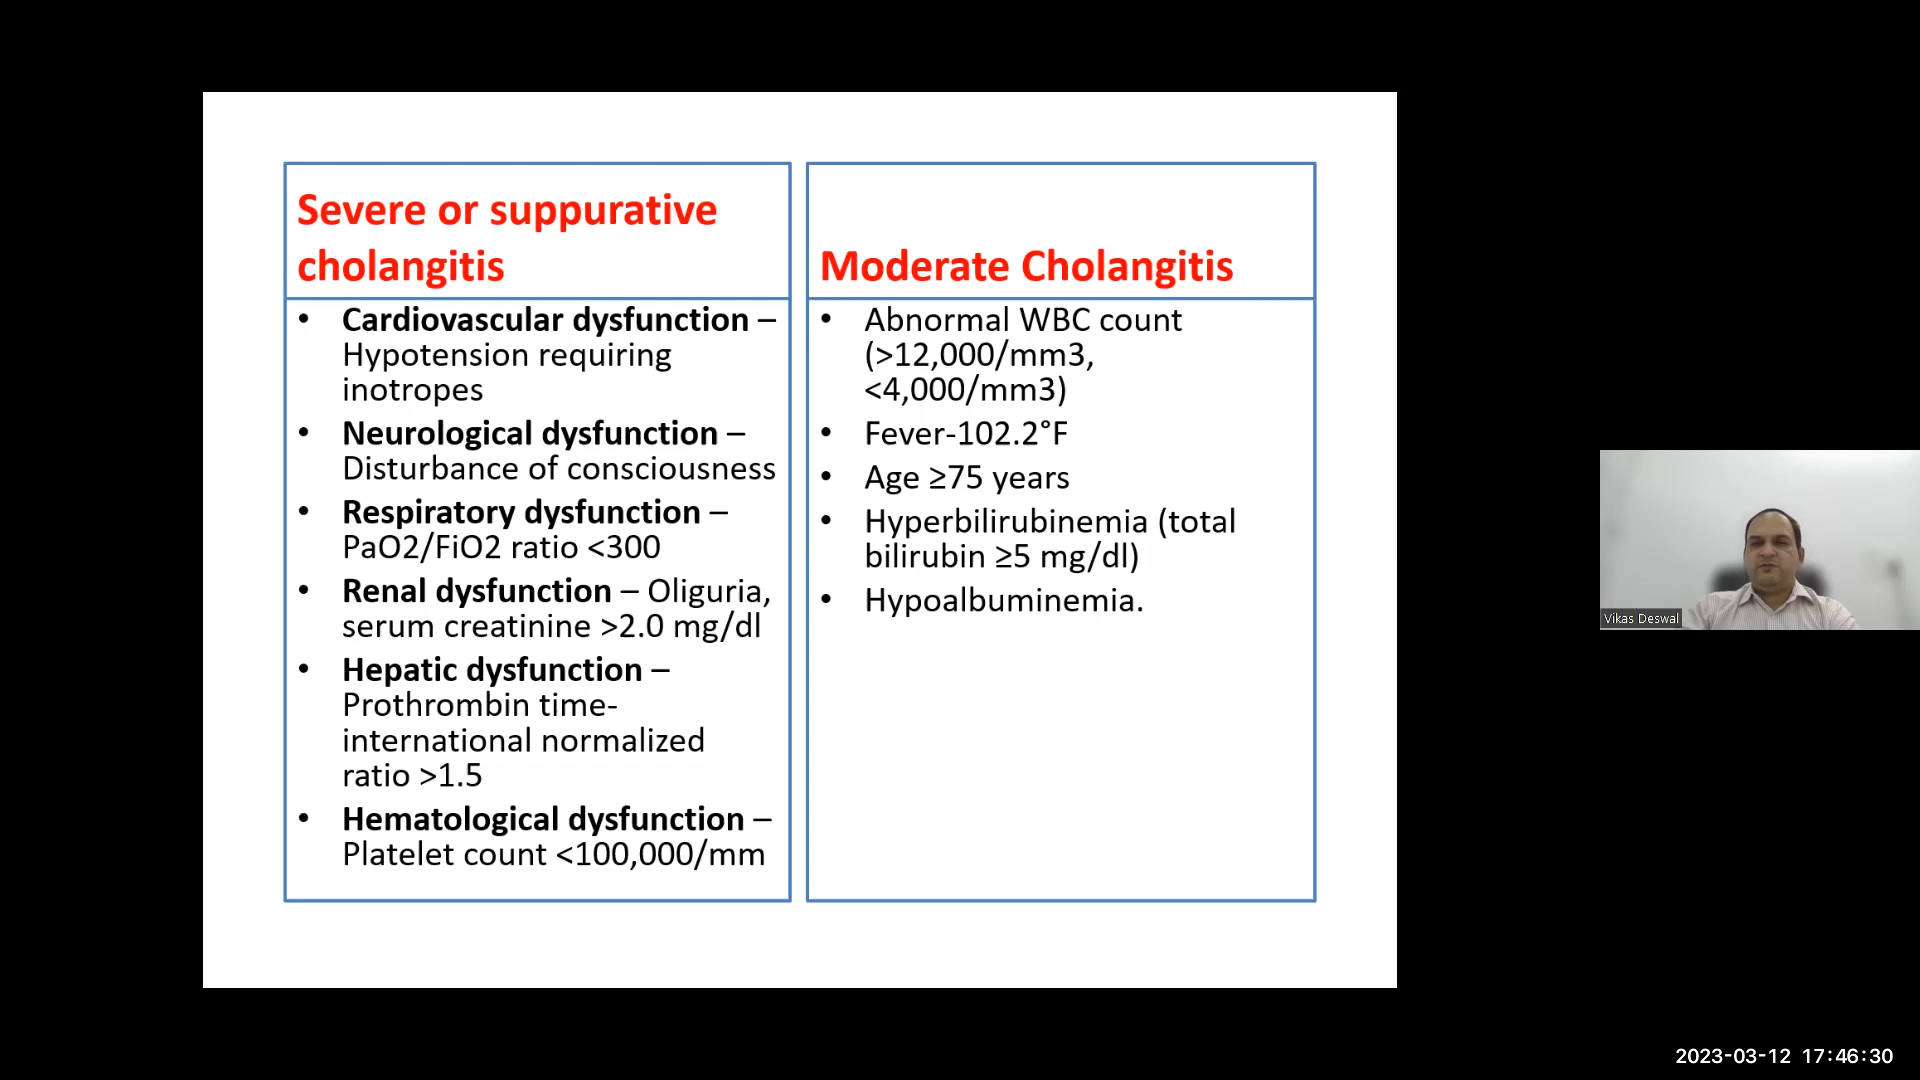 Severe or suppurative
cholangitis
• Cardiovascular dysfunction –
Hypotension requiring
inotropes
• Neurological dysfunction –
Disturbance of consciousness
• Respiratory dysfunction –
PaO2/FiO2 ratio <300
• Renal dysfunction – Oliguria,
serum creatinine >2.0 mg/dl
• Hepatic dysfunction –
Prothrombin time-
international normalized
ratio >1.5
• Hematological dysfunction –
Platelet count <100,000/mm
Moderate Cholangitis
• Abnormal WBC count
(>12,000/mm3,
<4,000/mm3)
• Fever-102.2°F
• Age ≥75 years
• Hyperbilirubinemia (total
bilirubin ≥5 mg/dl)
• Hypoalbuminemia.
Vikas Deswal
2023-03-12 17:46:30